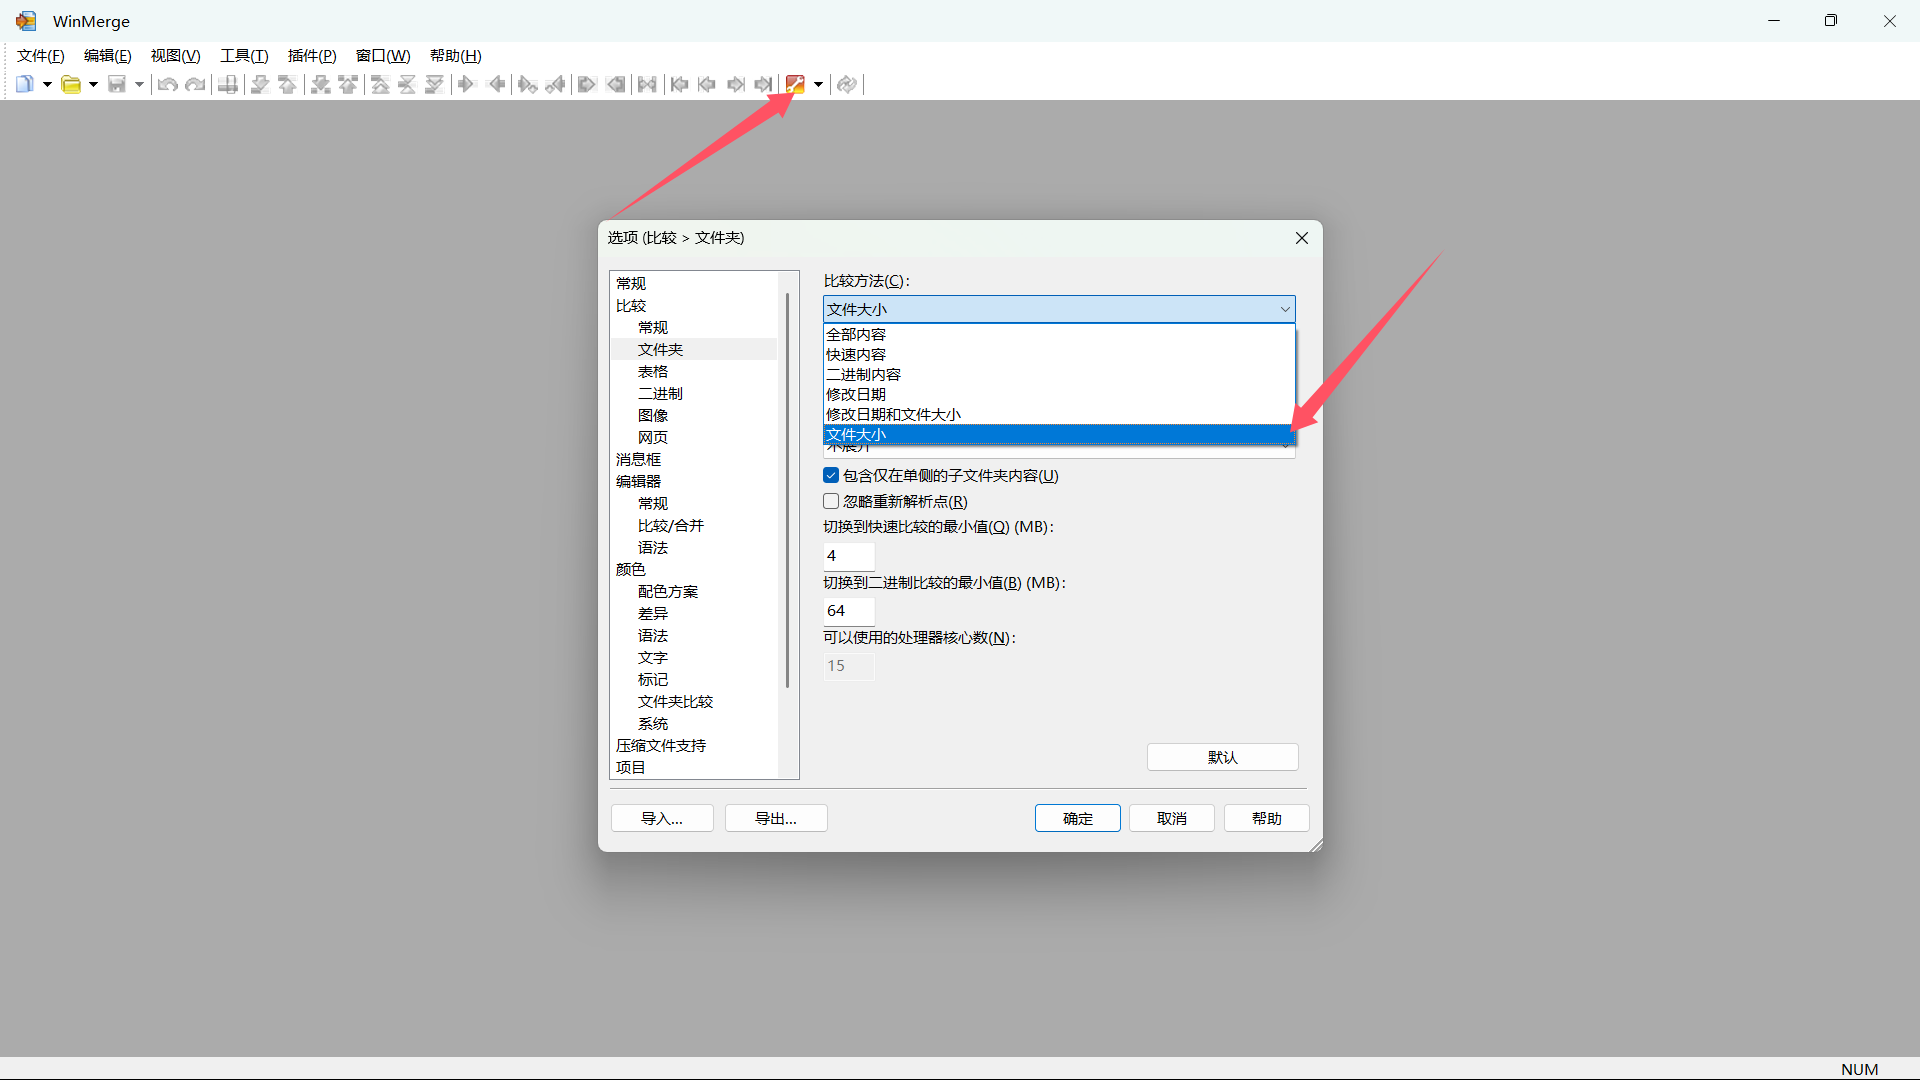 WinMerge
文件(F) 编辑(E) 视图(V) 工具(T) 插件(P) 窗口(W) 帮助(H)
选项 (比较 > 文件夹)
常规
比较
常规
文件夹
表格
二进制
图像
网页
消息框
编辑器
常规
比较/合并
语法
颜色
配色方案
差异
语法
文字
标记
文件夹比较
系统
压缩文件支持
项目
比较方法(C):
文件大小
全部内容
快速内容
二进制内容
修改日期
修改日期和文件大小
文件大小
不展开
包含仅在单侧的子文件夹内容(U)
忽略重新解析点(R)
切换到快速比较的最小值(Q) (MB):
4
切换到二进制比较的最小值(B) (MB):
64
可以使用的处理器核心数(N):
15
默认
导入... 导出... 确定 取消 帮助
NUM